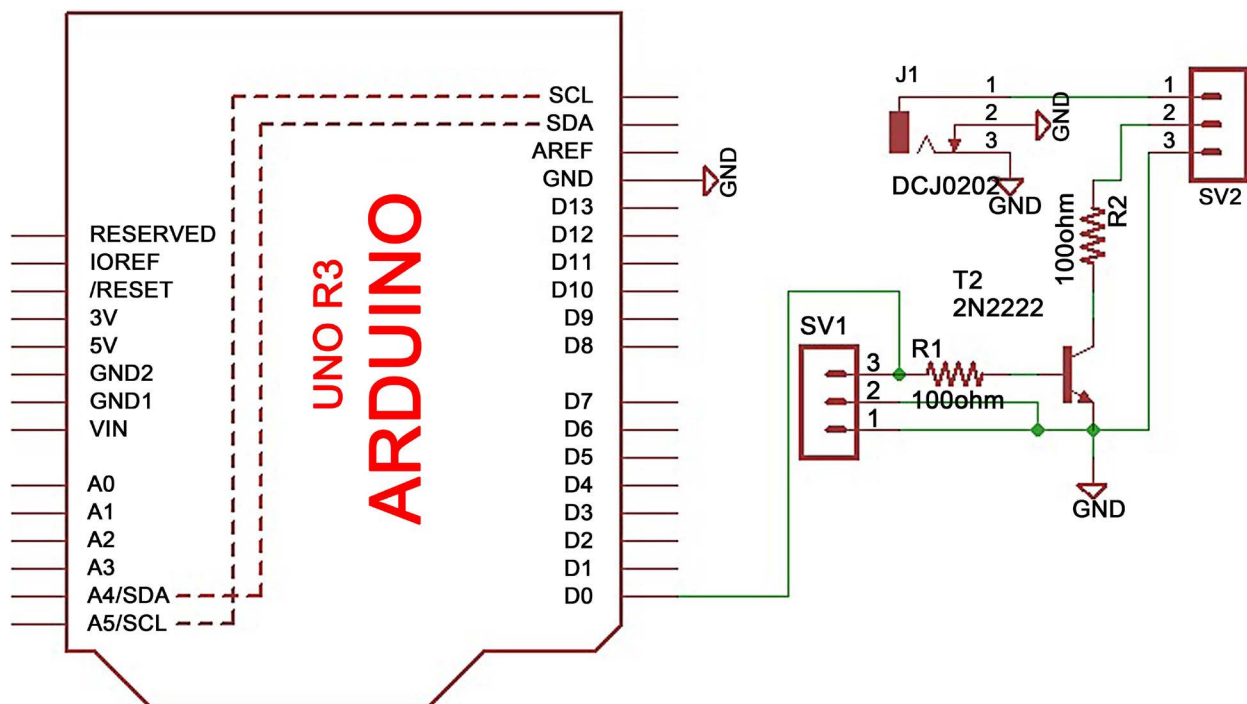 SCL
SDA
AREF
GND
D13
D12
D11
D10
D9
D8
D7
D6
D5
D4
D3
D2
D1
D0
RESERVED
IOREF
/RESET
3V
5V
GND2
GND1
VIN
A0
A1
A2
A3
A4/SDA
A5/SCL
UNO R3
ARDUINO
GND
J1
1
2
3
GND
DCJ0202
GND
1
2
3
SV2
100ohm
R2
T2
2N2222
SV1
3
2
1
R1
100ohm
GND